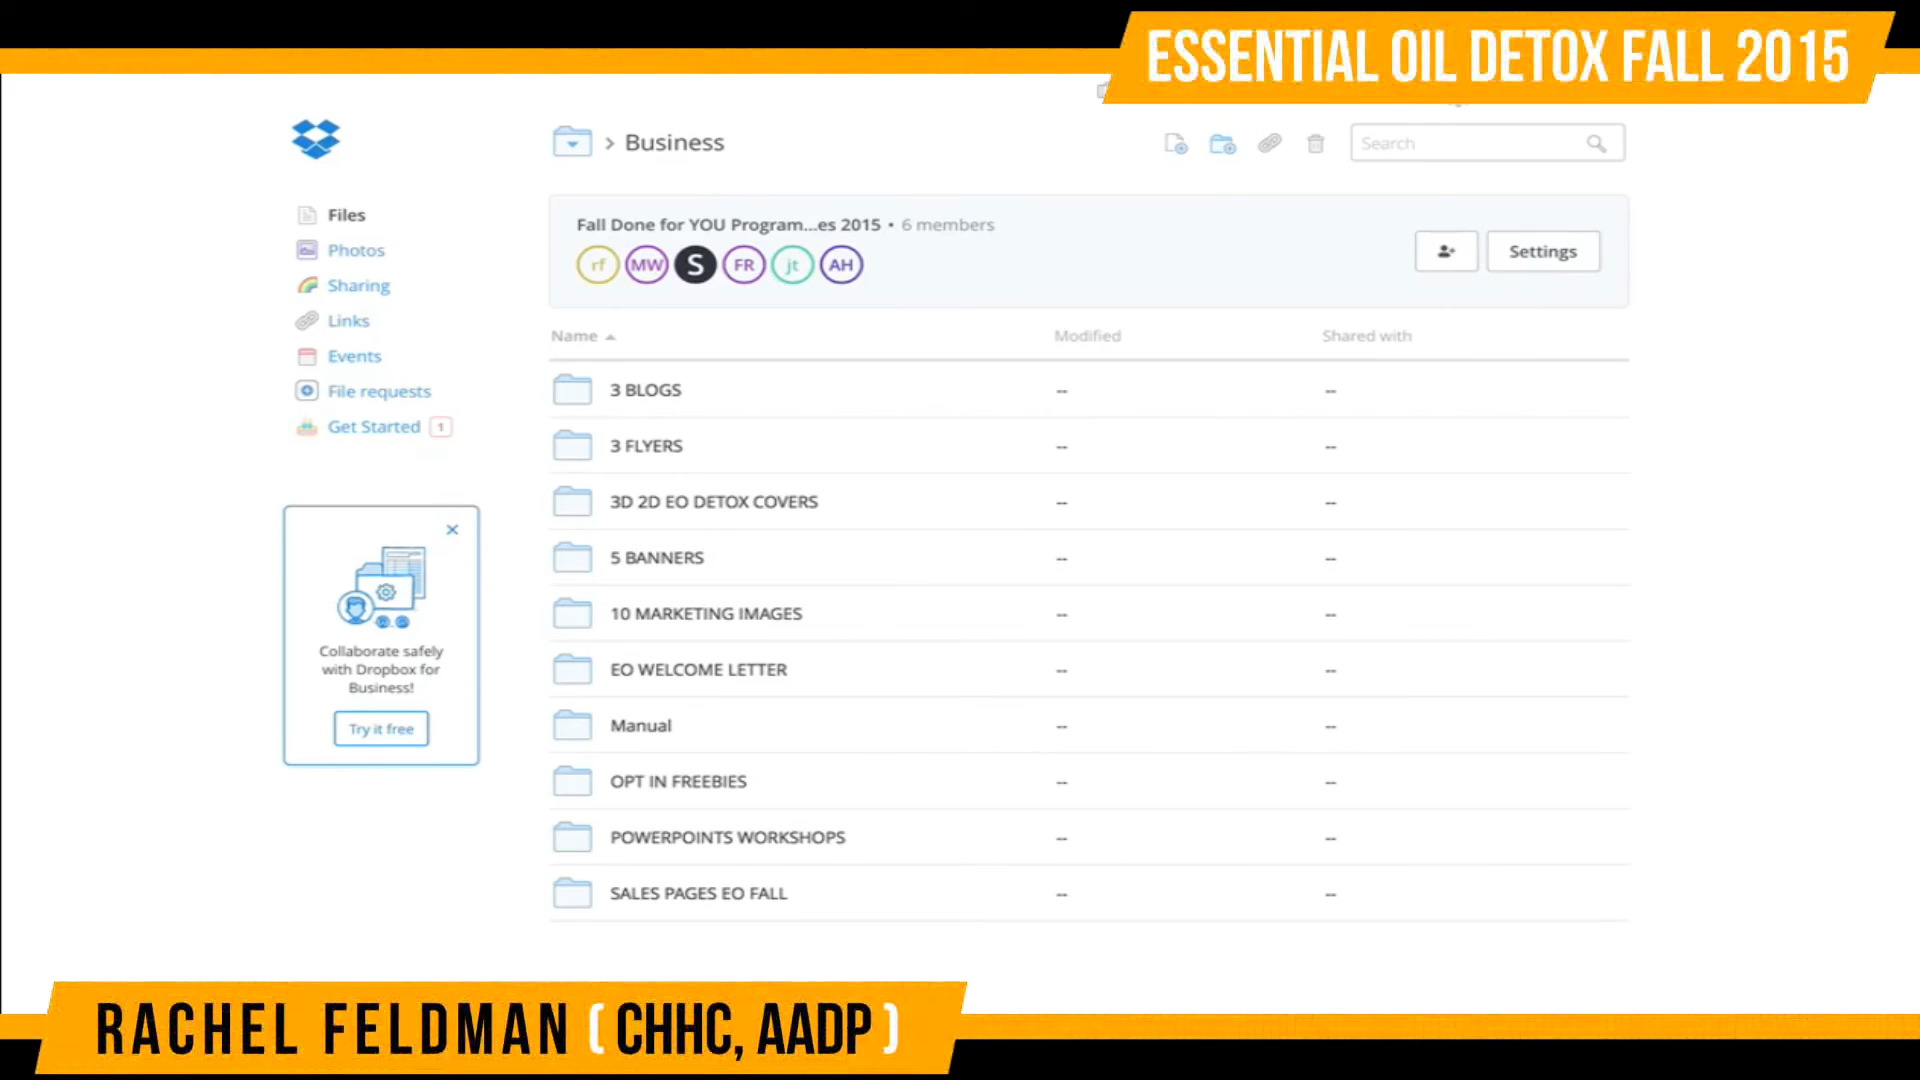 ESSENTIAL OIL DETOX FALL 2015
> Business
Search
Files
Photos
Sharing
Links
Events
File requests
Get Started 1
Fall Done for YOU Program...es 2015 • 6 members
rf MW S FR jt AH
Settings
Name Modified Shared with
3 BLOGS -- --
3 FLYERS -- --
3D 2D EO DETOX COVERS -- --
5 BANNERS -- --
10 MARKETING IMAGES -- --
EO WELCOME LETTER -- --
Manual -- --
OPT IN FREEBIES -- --
POWERPOINTS WORKSHOPS -- --
SALES PAGES EO FALL -- --
Collaborate safely
with Dropbox for
Business!
Try it free
RACHEL FELDMAN ( CHHC, AADP )